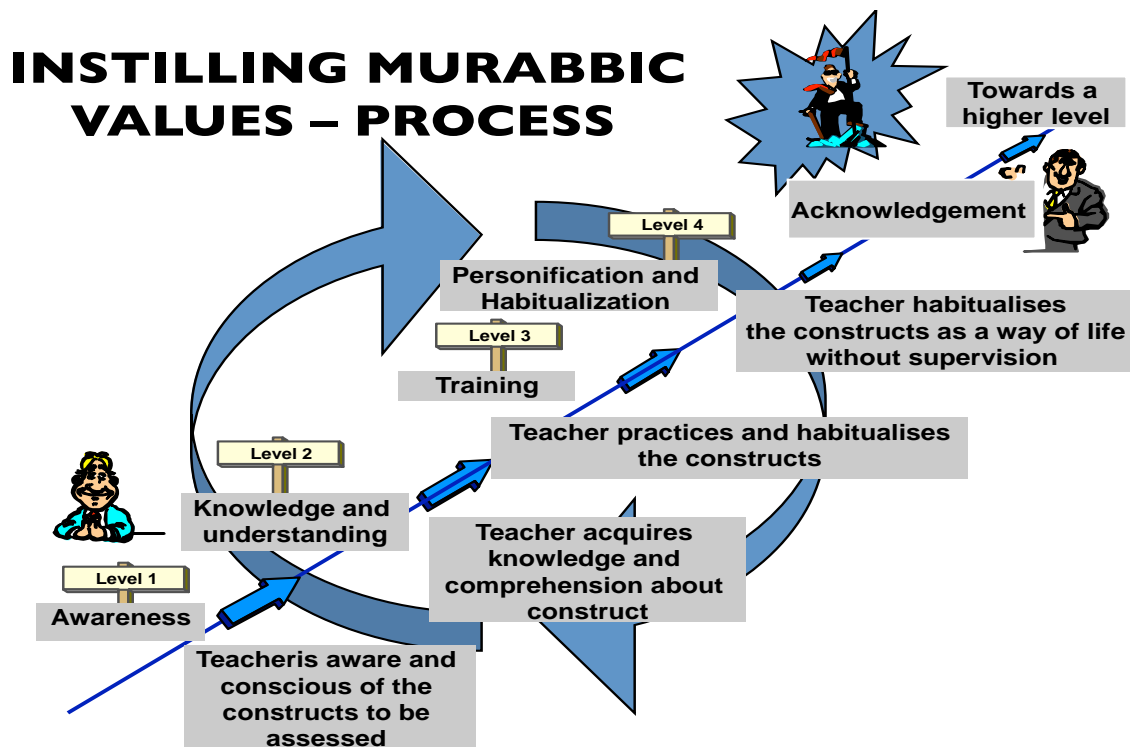 INSTILLING MURABBIC
VALUES – PROCESS
Towards a
higher level
Acknowledgement
Level 4
Personification and
Habitualization
Teacher habitualises
the constructs as a way of life
without supervision
Level 3
Training
Teacher practices and habitualises
the constructs
Level 2
Knowledge and
understanding
Teacher acquires
knowledge and
comprehension about
construct
Level 1
Awareness
Teacheris aware and
conscious of the
constructs to be
assessed